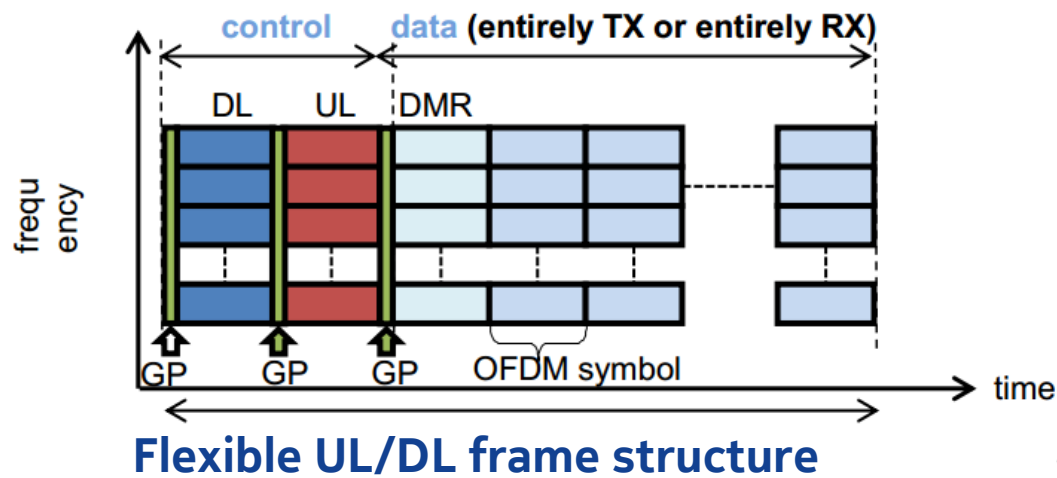 control data (entirely TX or entirely RX)
DL UL DMR
frequ
ency
GP GP GP OFDM symbol
time
Flexible UL/DL frame structure